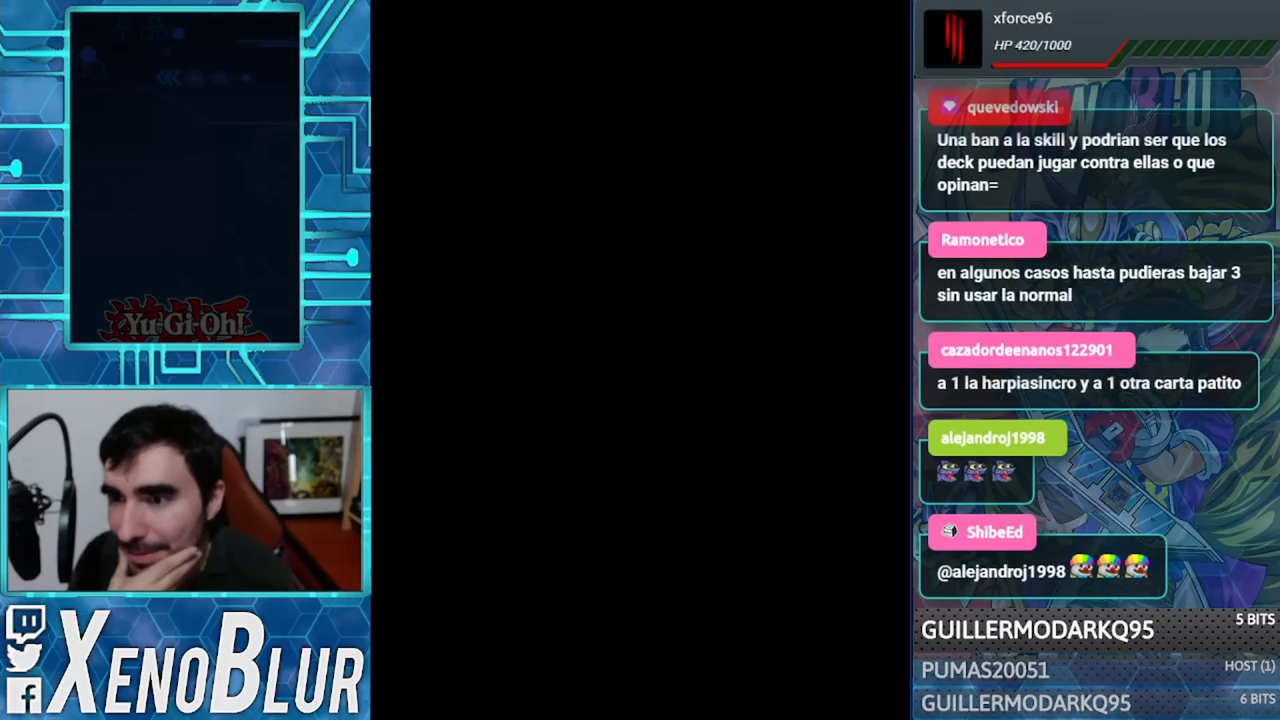 Yu-Gi-Oh!
XENOBLUR
xforce96
HP 420/1000
quevedowski
Una ban a la skill y podrian ser que los
deck puedan jugar contra ellas o que
opinan=
Ramonetico
en algunos casos hasta pudieras bajar 3
sin usar la normal
cazadordeenanos122901
a 1 la harpiasincro y a 1 otra carta patito
alejandroj1998
ShibeEd
@alejandroj1998
GUILLERMODARKQ95 5 BITS
PUMAS20051 HOST (1)
GUILLERMODARKQ95 6 BITS